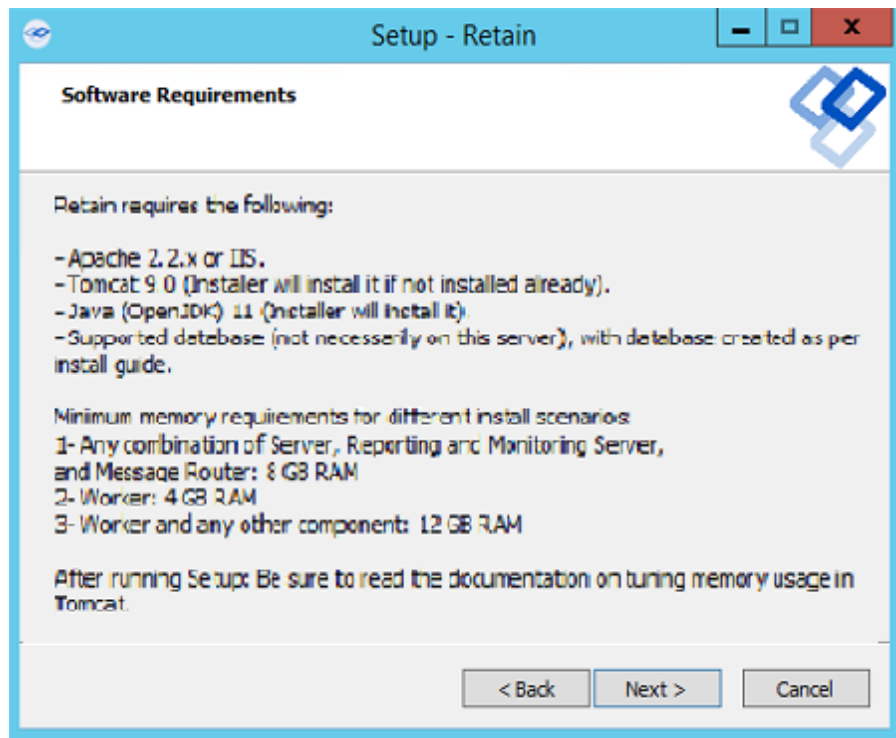 Setup - Retain
Software Requirements
Retain requires the following:
-Apache 2.2.x or IIS.
-Tomcat 9.0 (Installer will install it if not installed already).
-Java (OpenJDK) 11 (Installer will install it).
-Supported database (not necessarily on this server), with database created as per
install guide.
Minimum memory requirements for different install scenarios:
1- Any combination of Server, Reporting and Monitoring Server,
and Message Router: 8 GB RAM
2- Worker: 4 GB RAM
3- Worker and any other component: 12 GB RAM
After running Setup: Be sure to read the documentation on tuning memory usage in
Tomcat.
< Back
Next >
Cancel